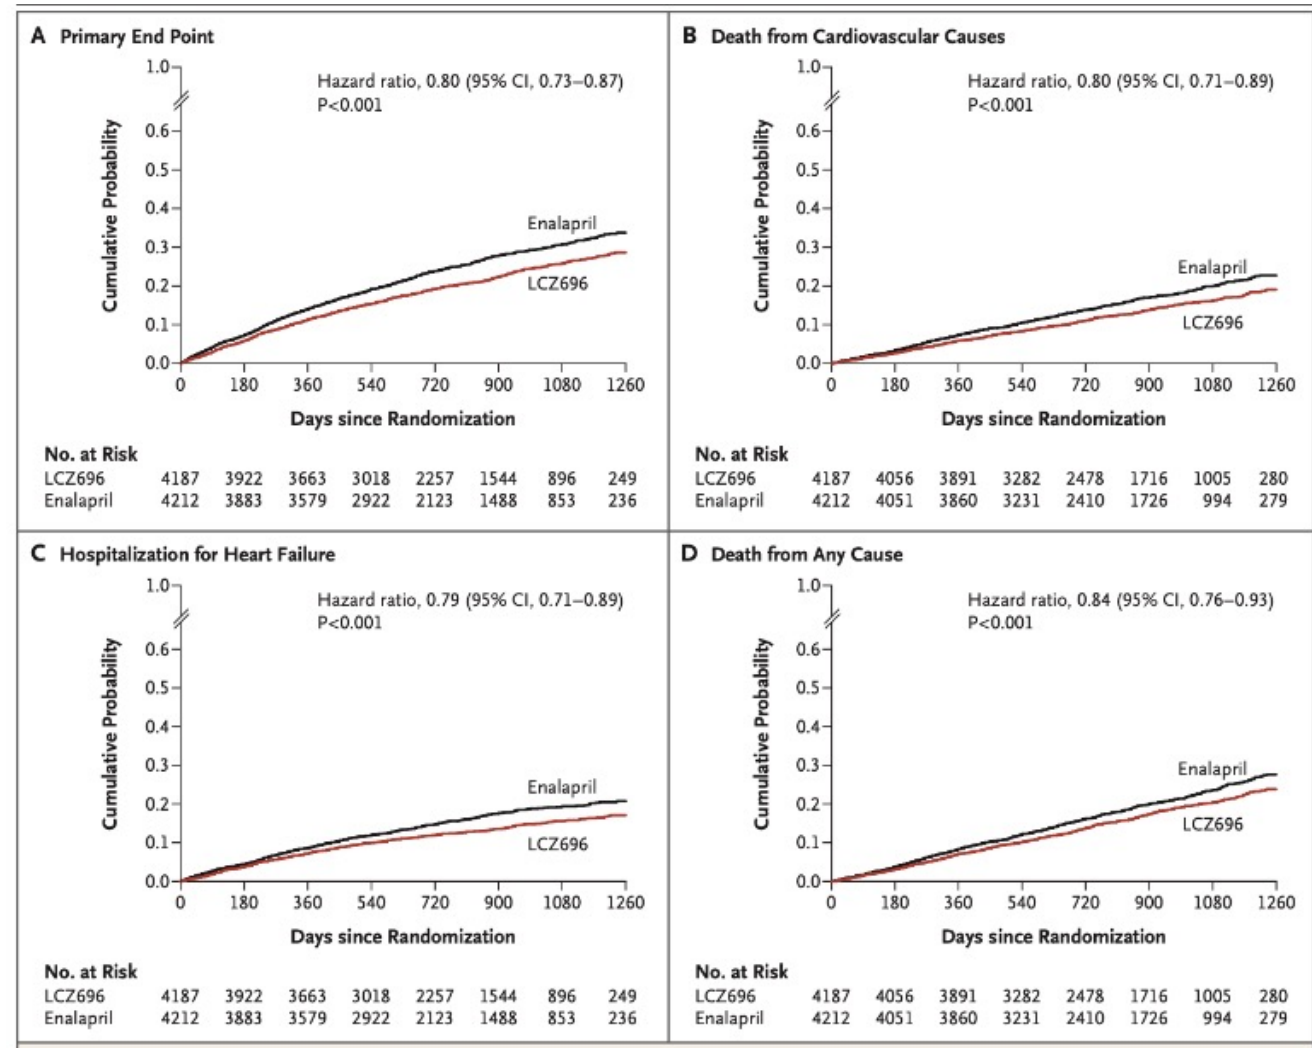 A Primary End Point
1.0
0.6
0.5
0.4
0.3
0.2
0.1
0.0
Cumulative Probability
Hazard ratio, 0.80 (95% CI, 0.73–0.87)
P<0.001
Enalapril
LCZ696
0 180 360 540 720 900 1080 1260
Days since Randomization
No. at Risk
LCZ696 4187 3922 3663 3018 2257 1544 896 249
Enalapril 4212 3883 3579 2922 2123 1488 853 236
B Death from Cardiovascular Causes
1.0
0.6
0.5
0.4
0.3
0.2
0.1
0.0
Cumulative Probability
Hazard ratio, 0.80 (95% CI, 0.71–0.89)
P<0.001
Enalapril
LCZ696
0 180 360 540 720 900 1080 1260
Days since Randomization
No. at Risk
LCZ696 4187 4056 3891 3282 2478 1716 1005 280
Enalapril 4212 4051 3860 3231 2410 1726 994 279
C Hospitalization for Heart Failure
1.0
0.6
0.5
0.4
0.3
0.2
0.1
0.0
Cumulative Probability
Hazard ratio, 0.79 (95% CI, 0.71–0.89)
P<0.001
Enalapril
LCZ696
0 180 360 540 720 900 1080 1260
Days since Randomization
No. at Risk
LCZ696 4187 3922 3663 3018 2257 1544 896 249
Enalapril 4212 3883 3579 2922 2123 1488 853 236
D Death from Any Cause
1.0
0.6
0.5
0.4
0.3
0.2
0.1
0.0
Cumulative Probability
Hazard ratio, 0.84 (95% CI, 0.76–0.93)
P<0.001
Enalapril
LCZ696
0 180 360 540 720 900 1080 1260
Days since Randomization
No. at Risk
LCZ696 4187 4056 3891 3282 2478 1716 1005 280
Enalapril 4212 4051 3860 3231 2410 1726 994 279